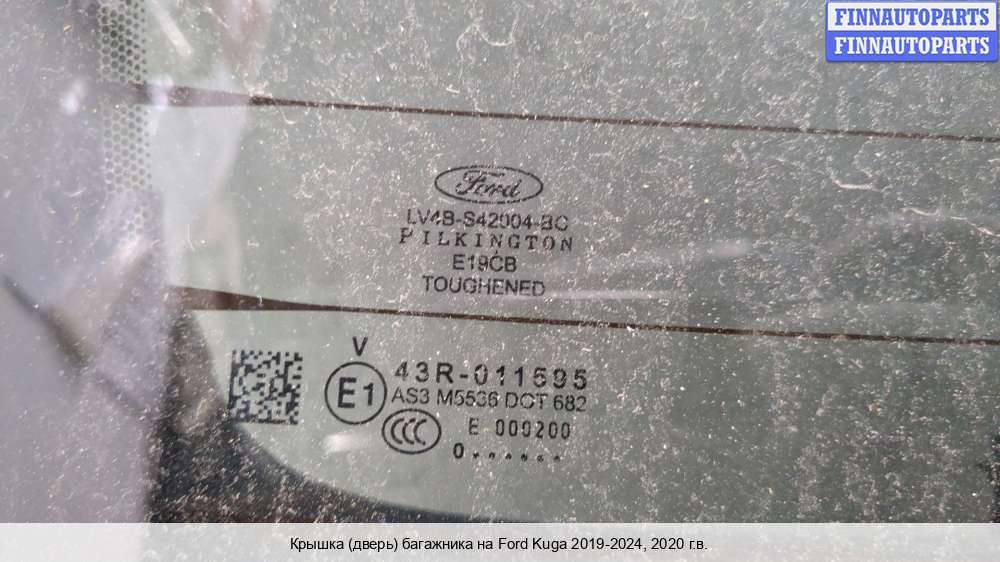 FINNAUTOPARTS
FINNAUTOPARTS
Ford
LV4B-S42004-BC
PILKINGTON
E19CB
TOUGHENED
V
E1 43R-011595
AS3 M5536 DOT 682
CCC E 000200
0.......
Крышка (дверь) багажника на Ford Kuga 2019-2024, 2020 г.в.